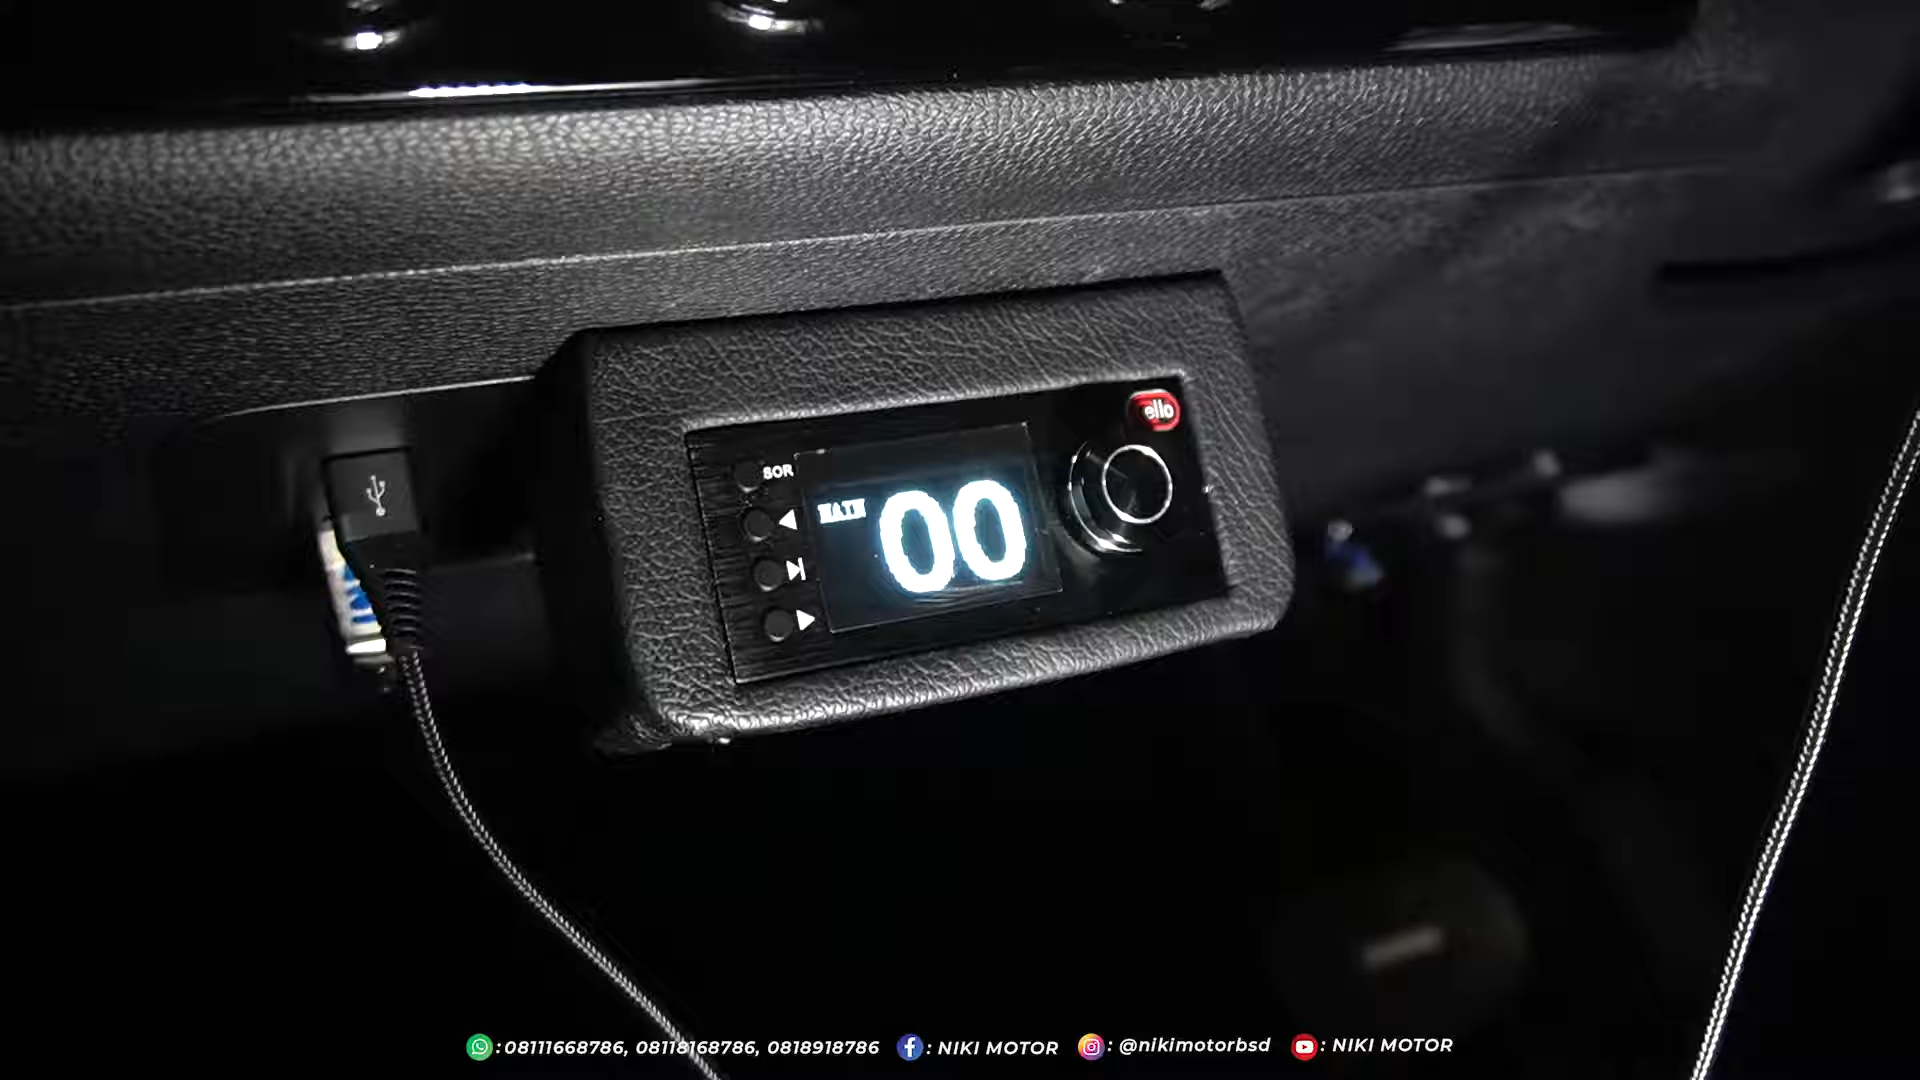 ello
SOR
MAIN 00
: 08111668786, 08118168786, 0818918786 : NIKI MOTOR : @nikimotorbsd : NIKI MOTOR